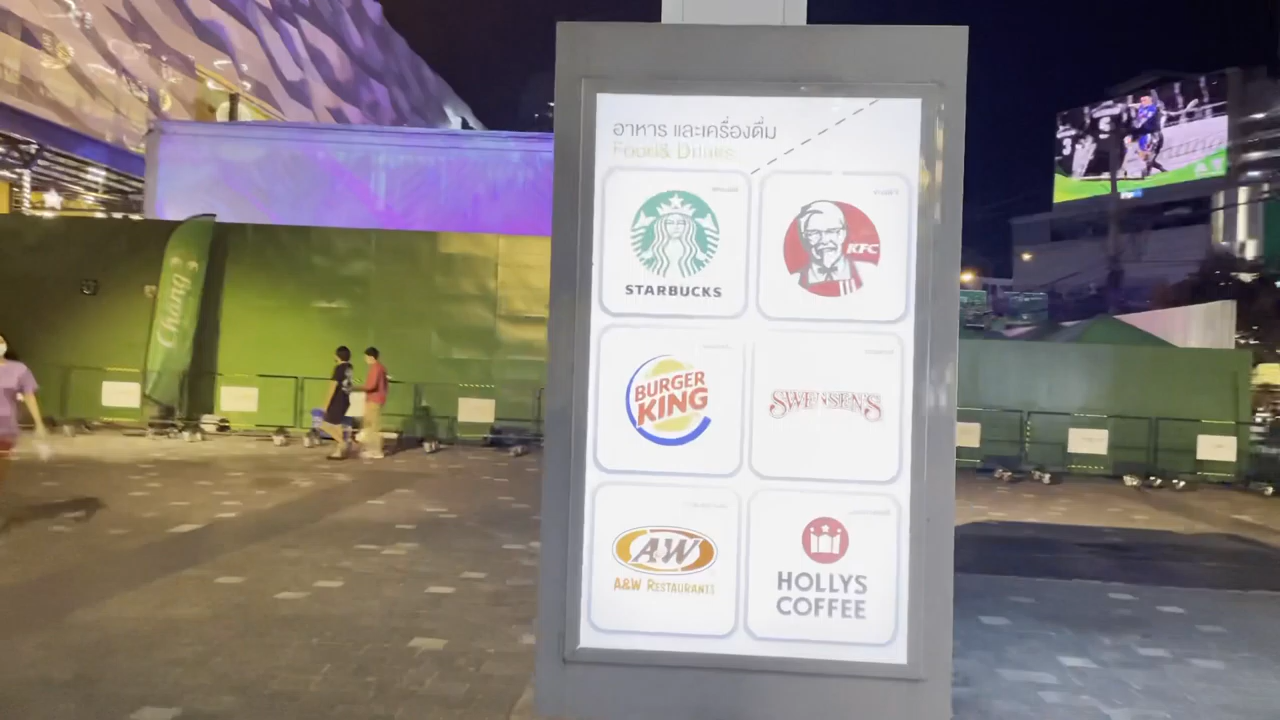 อาหาร และเครื่องดื่ม
Food & Drinks
STARBUCKS
KFC
BURGER
KING
SWENSEN'S
A&W
A&W RESTAURANTS
HOLLYS
COFFEE
Chang